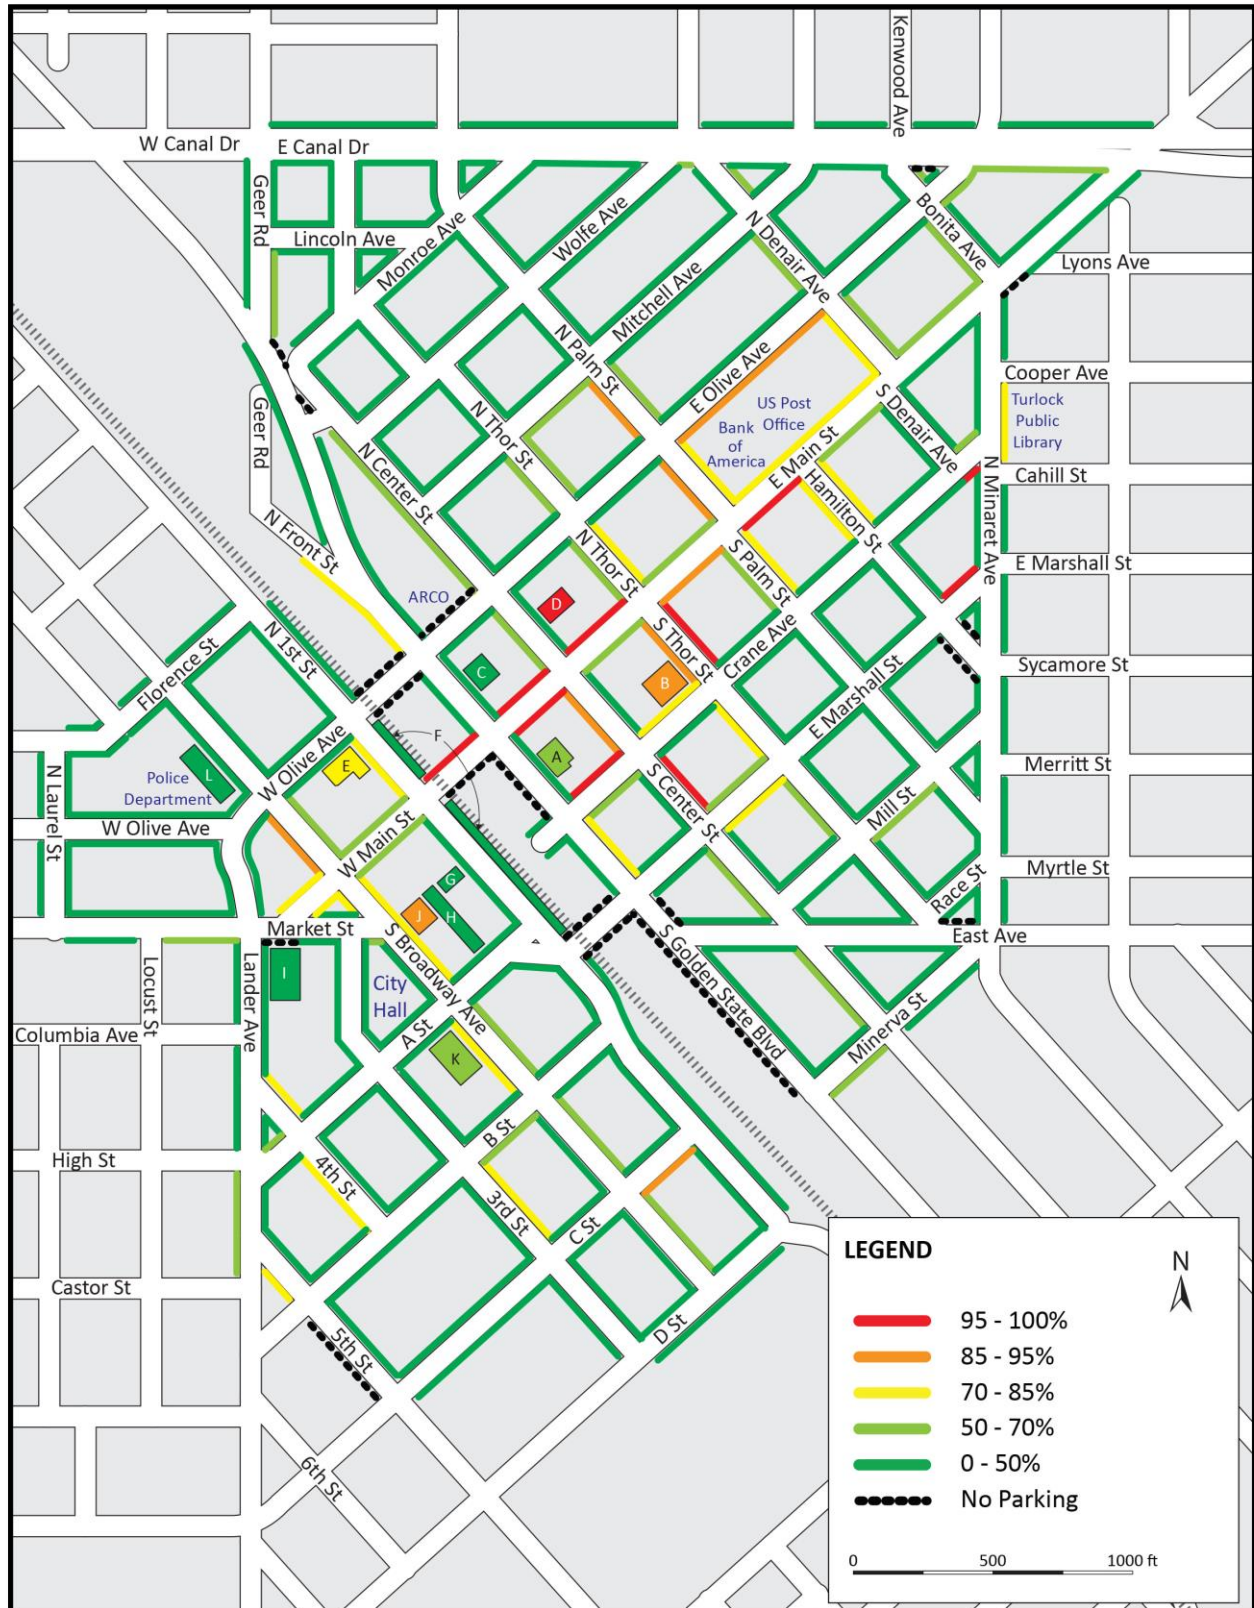 Kenwood Ave
W Canal Dr
E Canal Dr
Geer Rd
Lincoln Ave
Monroe Ave
Wolfe Ave
N Denair Ave
Bonita Ave
Lyons Ave
Mitchell Ave
N Palm St
E Olive Ave
Cooper Ave
Turlock
Public
Library
US Post
Office
Bank
of
America
S Denair Ave
Geer Rd
N Center St
N Thor St
E Main St
Hamilton St
N Minaret Ave
Cahill St
N Front St
N Thor St
S Palm St
E Marshall St
ARCO
D
S Thor St
Crane Ave
Florence St
N 1st St
C
B
E Marshall St
Sycamore St
W Olive Ave
F
A
E
L
Police
Department
N Laurel St
W Olive Ave
W Main St
S Center St
Mill St
Merritt St
Myrtle St
Race St
G
H
J
Market St
S Broadway Ave
S Golden State Blvd
East Ave
Locust St
Lander Ave
I
City
Hall
A St
Columbia Ave
K
Minerva St
B St
High St
4th St
3rd St
C St
Castor St
5th St
D St
6th St
LEGEND
N
95 - 100%
85 - 95%
70 - 85%
50 - 70%
0 - 50%
No Parking
0 500 1000 ft